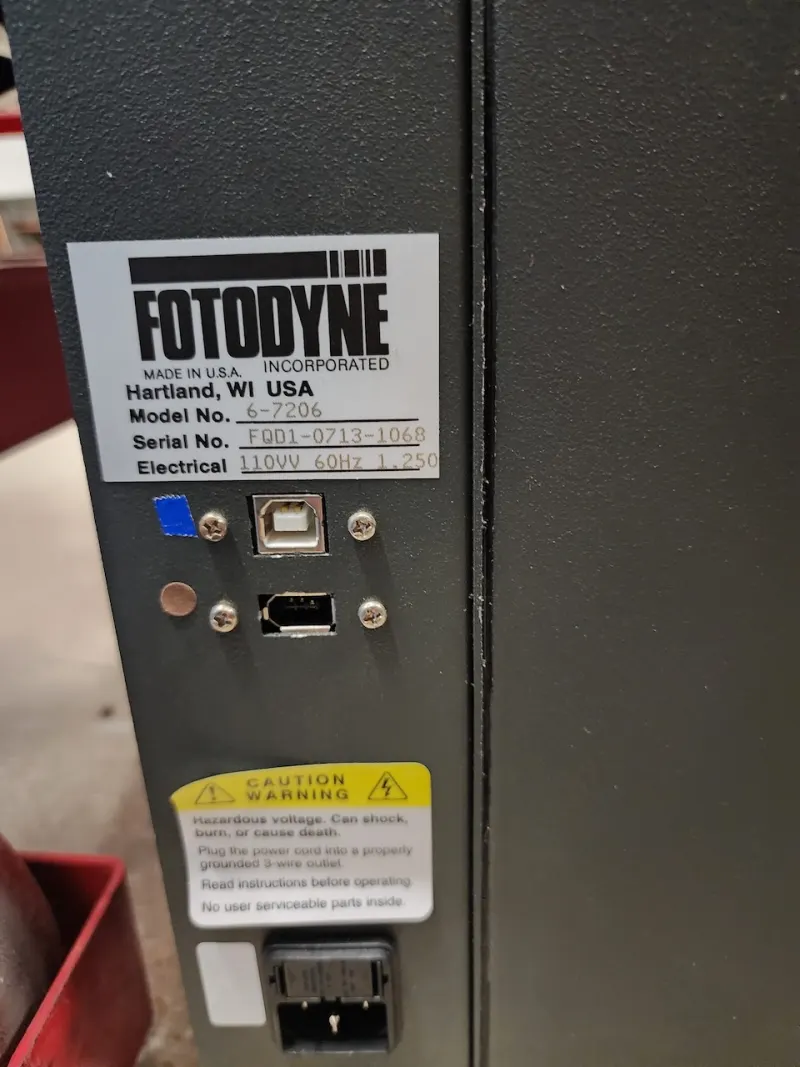 FOTODYNE
MADE IN U.S.A. INCORPORATED
Hartland, WI USA
Model No. 6-7206
Serial No. FQD1-0713-1068
Electrical 110VV 60Hz 1.250
CAUTION
WARNING
Hazardous voltage. Can shock,
burn, or cause death.
Plug the power cord into a properly
grounded 3-wire outlet.
Read instructions before operating.
No user serviceable parts inside.